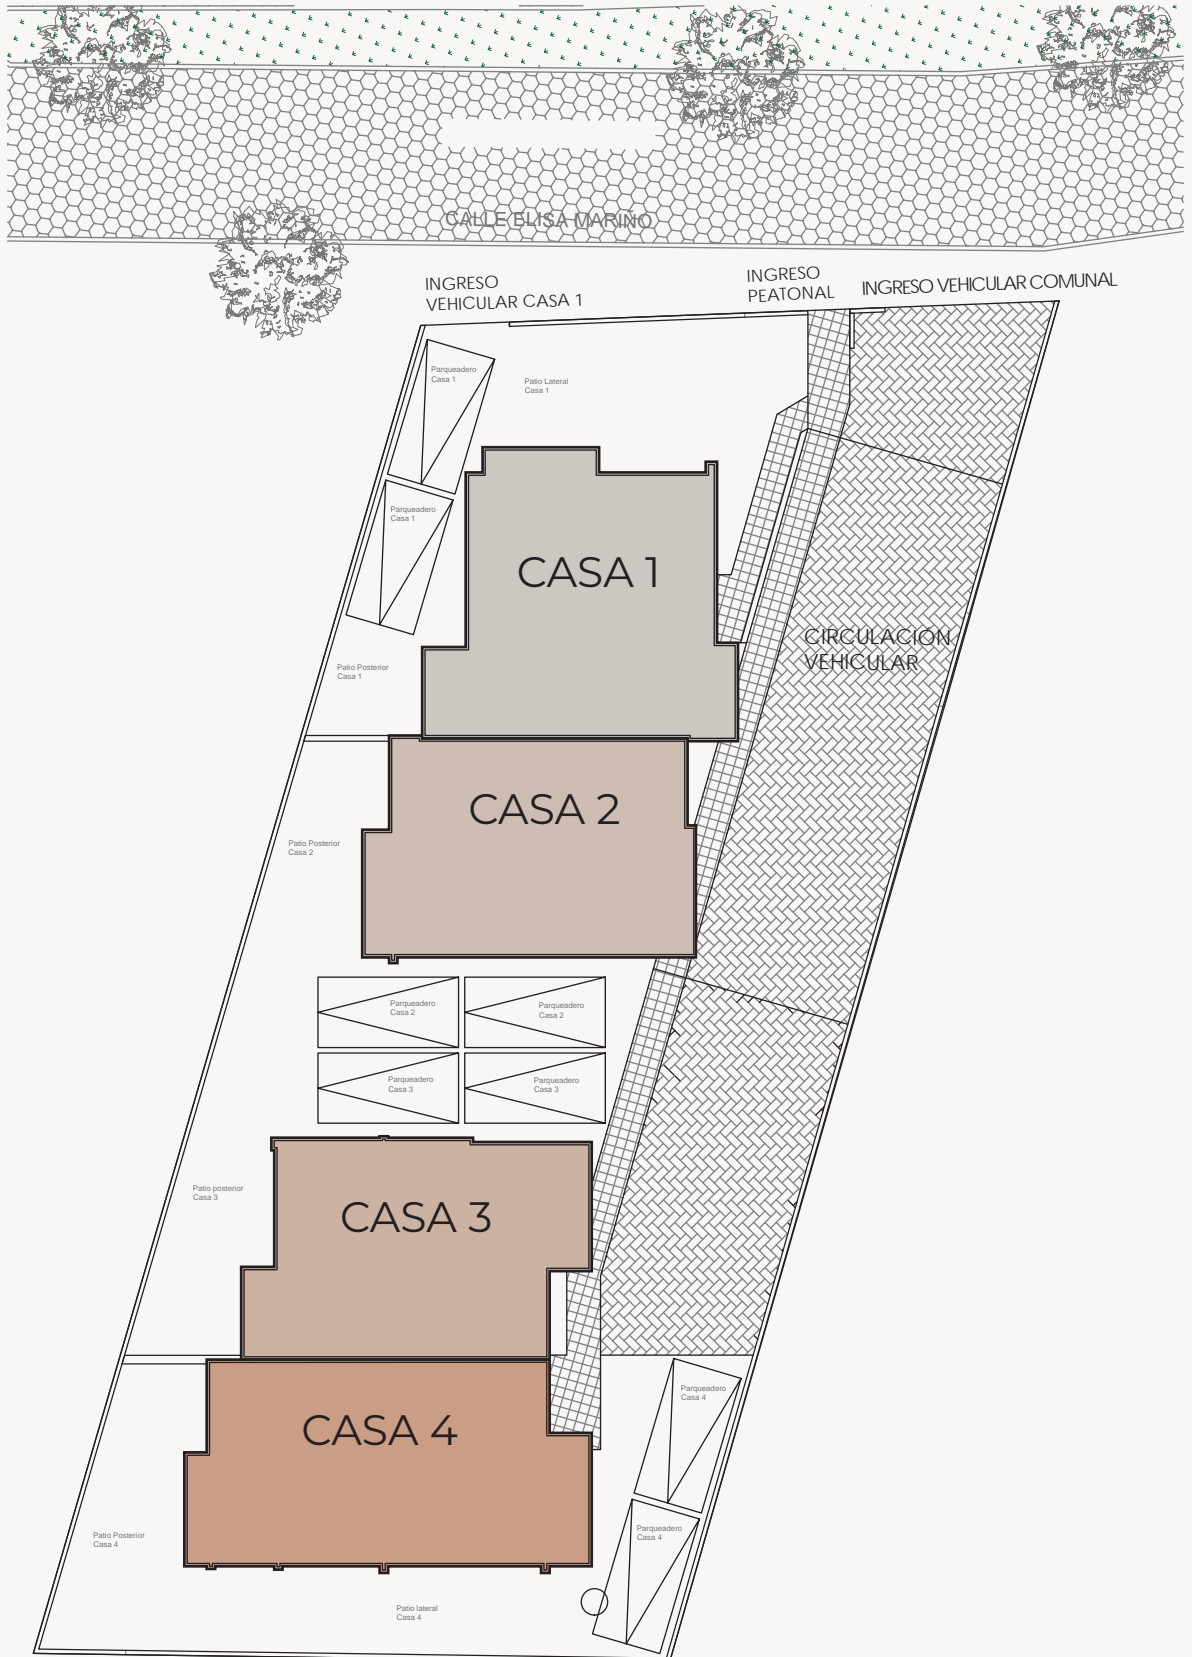 CALLE ELISA MARIÑO
INGRESO
VEHICULAR CASA 1
INGRESO
PEATONAL
INGRESO VEHICULAR COMUNAL
Parqueadero
Casa 1
Patio Lateral
Casa 1
Parqueadero
Casa 1
CASA 1
CIRCULACIÓN
VEHICULAR
Patio Posterior
Casa 1
CASA 2
Patio Posterior
Casa 2
Parqueadero
Casa 2
Parqueadero
Casa 2
Parqueadero
Casa 3
Parqueadero
Casa 3
Patio posterior
Casa 3
CASA 3
Parqueadero
Casa 4
CASA 4
Parqueadero
Casa 4
Patio Posterior
Casa 4
Patio lateral
Casa 4